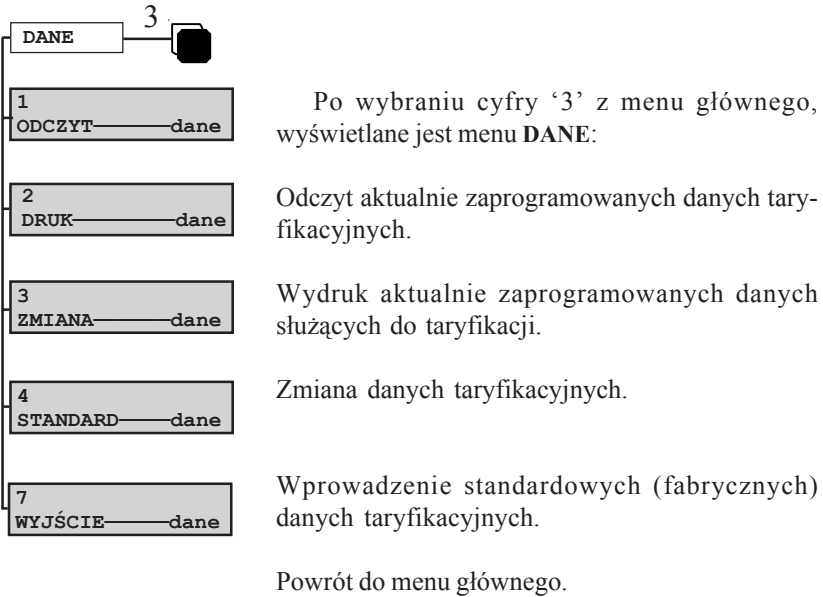 3
DANE
1
ODCZYT———dane
2
DRUK———dane
3
ZMIANA———dane
4
STANDARD———dane
7
WYJŚCIE———dane
Po wybraniu cyfry ‘3’ z menu głównego,
wyświetlane jest menu DANE:
Odczyt aktualnie zaprogramowanych danych tary-
fikacyjnych.
Wydruk aktualnie zaprogramowanych danych
służących do taryfikacji.
Zmiana danych taryfikacyjnych.
Wprowadzenie standardowych (fabrycznych)
danych taryfikacyjnych.
Powrót do menu głównego.